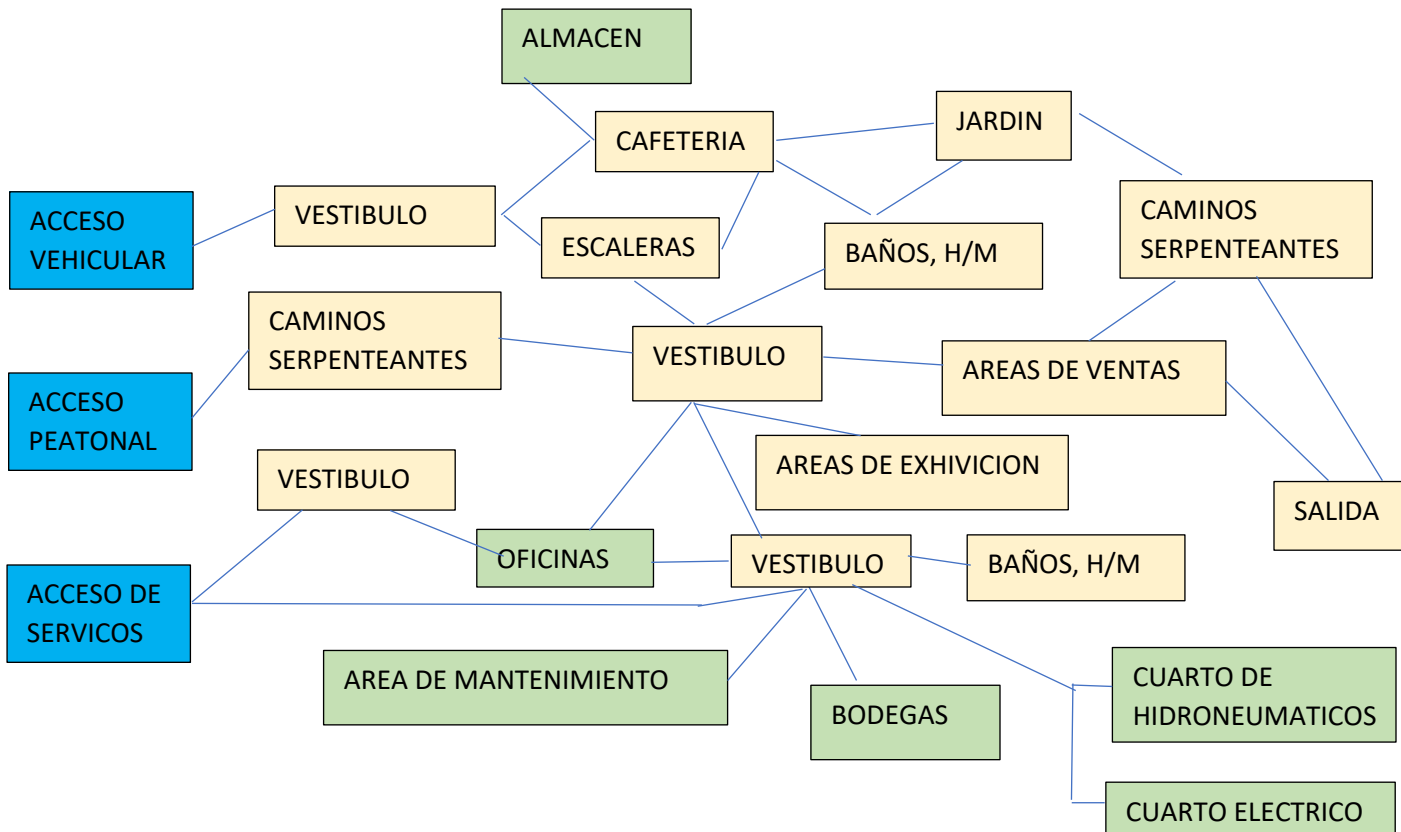 ALMACEN
CAFETERIA
JARDIN
ACCESO
VEHICULAR
VESTIBULO
ESCALERAS
BAÑOS, H/M
CAMINOS
SERPENTEANTES
CAMINOS
SERPENTEANTES
VESTIBULO
AREAS DE VENTAS
ACCESO
PEATONAL
VESTIBULO
AREAS DE EXHIVICION
SALIDA
OFICINAS
VESTIBULO
BAÑOS, H/M
ACCESO DE
SERVICOS
AREA DE MANTENIMIENTO
BODEGAS
CUARTO DE
HIDRONEUMATICOS
CUARTO ELECTRICO